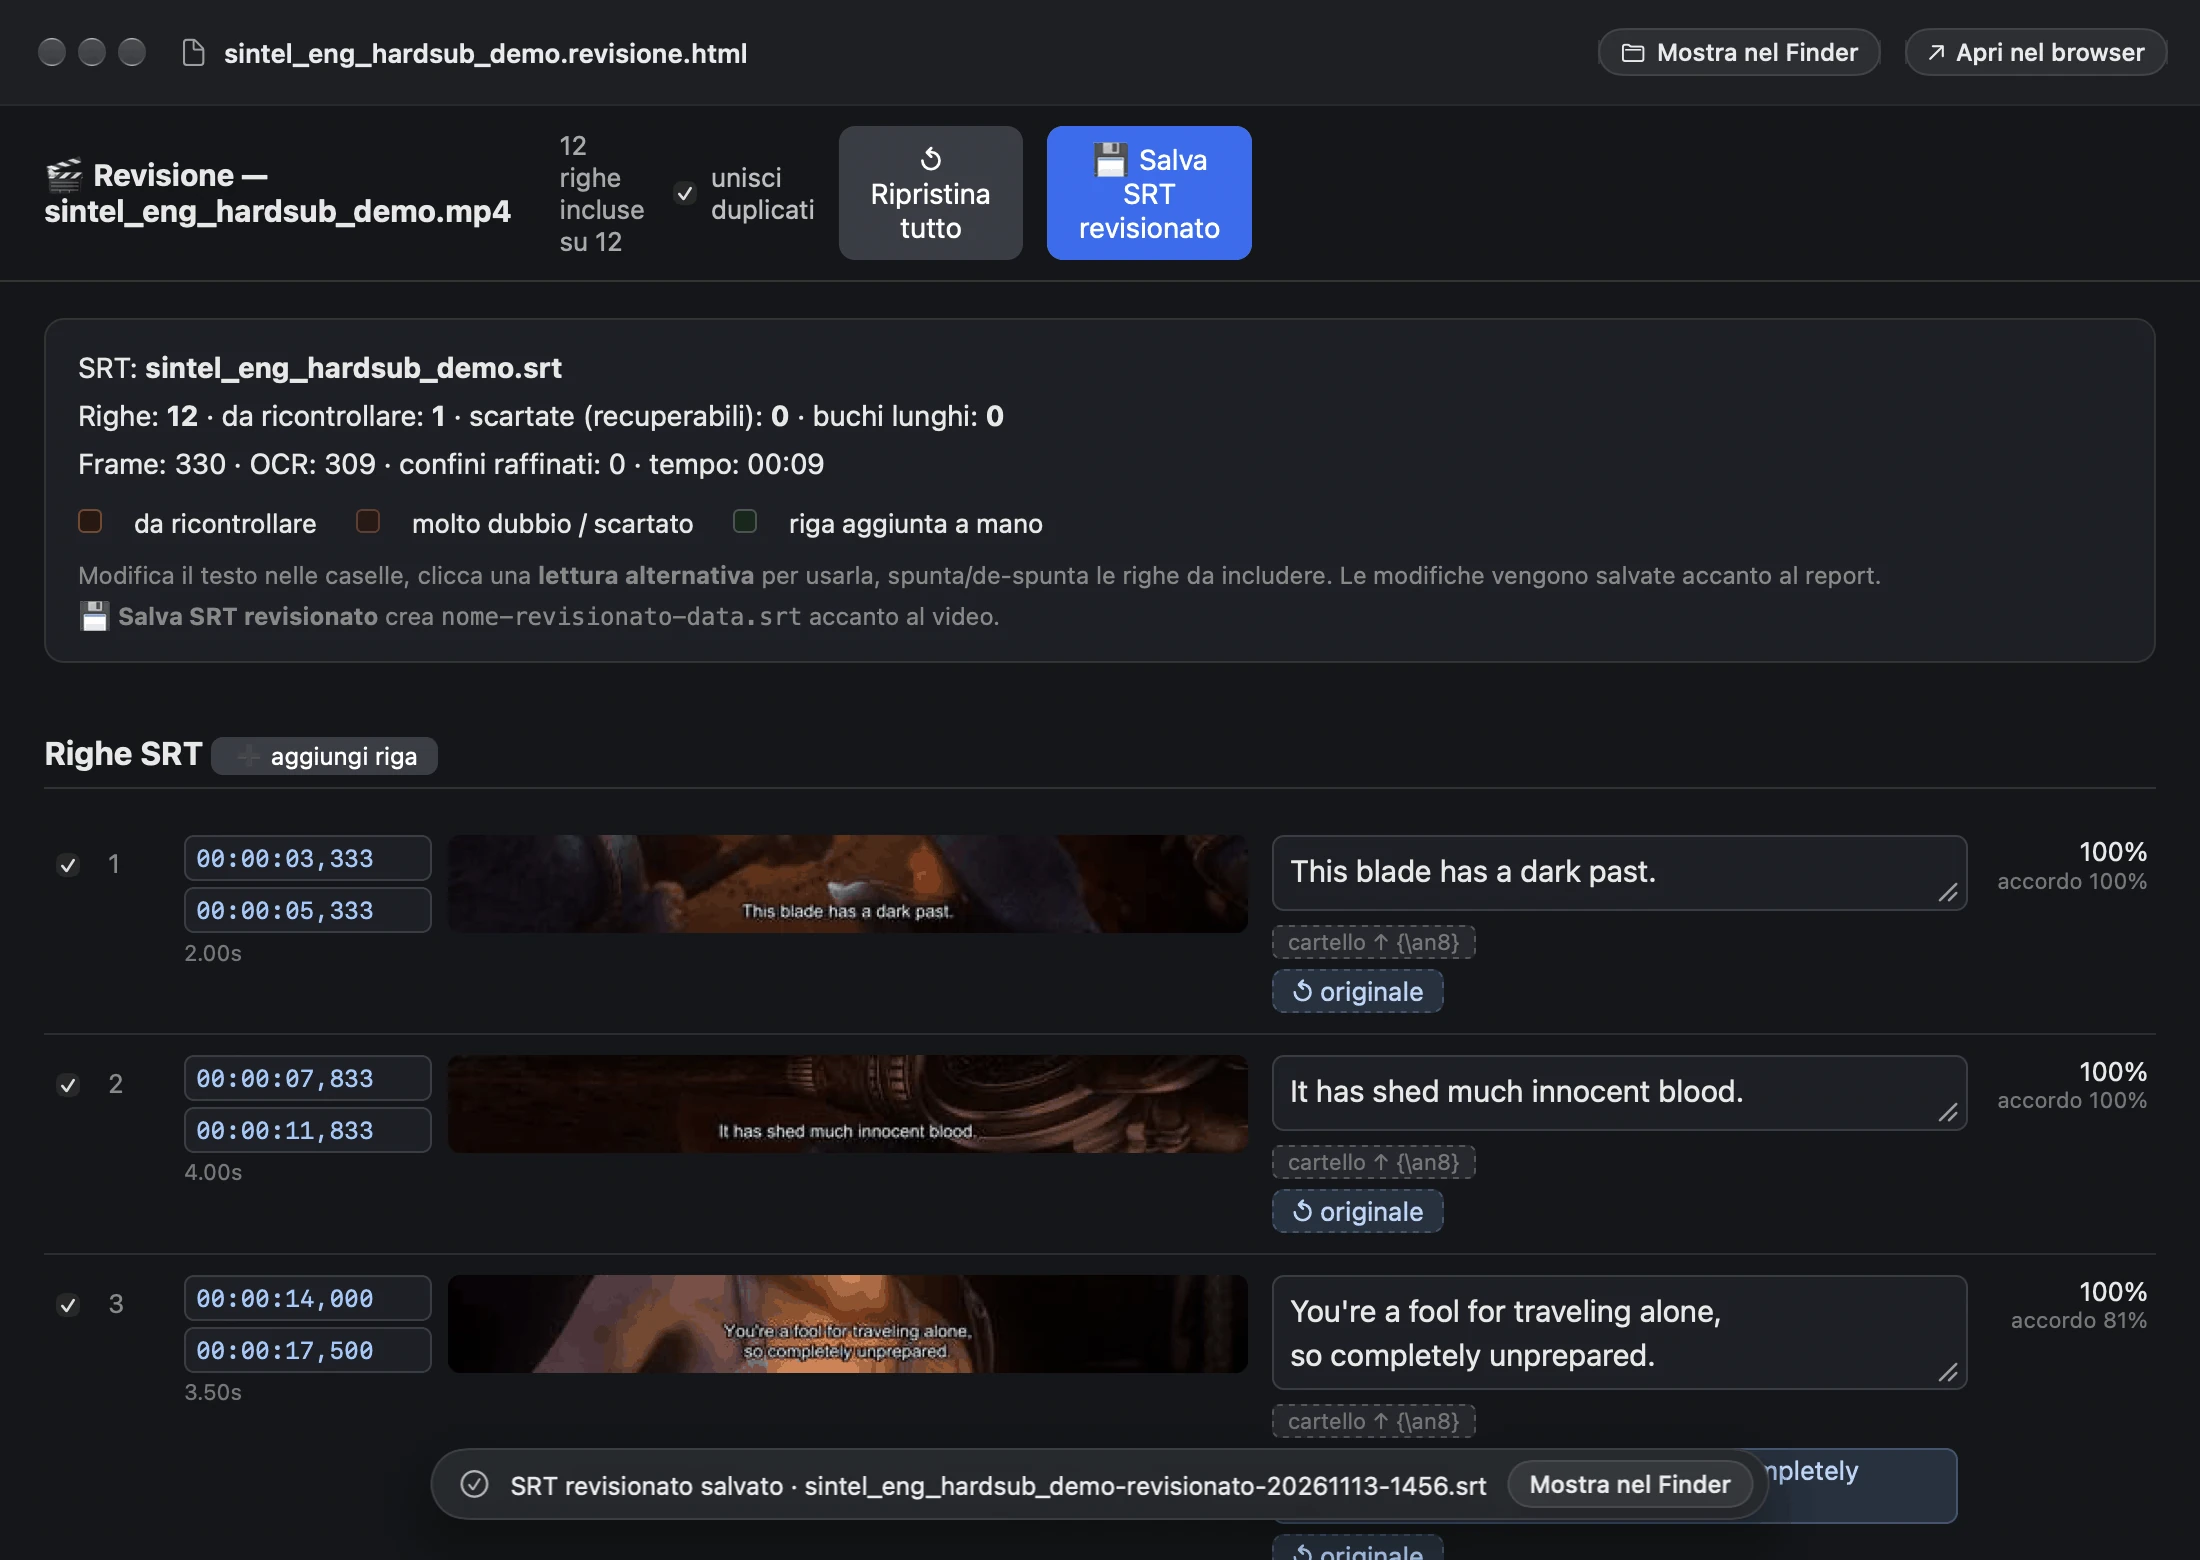 sintel_eng_hardsub_demo.revisione.html
Mostra nel Finder
Apri nel browser
🎬 Revisione —
sintel_eng_hardsub_demo.mp4
12
righe
incluse
su 12
unisci
duplicati
↺
Ripristina
tutto
💾 Salva
SRT
revisionato
SRT: sintel_eng_hardsub_demo.srt
Righe: 12 · da ricontrollare: 1 · scartate (recuperabili): 0 · buchi lunghi: 0
Frame: 330 · OCR: 309 · confini raffinati: 0 · tempo: 00:09
da ricontrollare
molto dubbio / scartato
riga aggiunta a mano
Modifica il testo nelle caselle, clicca una lettura alternativa per usarla, spunta/de-spunta le righe da includere. Le modifiche vengono salvate accanto al report.
💾 Salva SRT revisionato crea nome-revisionato-data.srt accanto al video.
Righe SRT
➕ aggiungi riga
1
00:00:03,333
00:00:05,333
2.00s
This blade has a dark past.
This blade has a dark past.
cartello ↑ {\an8}
↺ originale
100%
accordo 100%
2
00:00:07,833
00:00:11,833
4.00s
It has shed much innocent blood.
It has shed much innocent blood.
cartello ↑ {\an8}
↺ originale
100%
accordo 100%
3
00:00:14,000
00:00:17,500
3.50s
You're a fool for traveling alone,
so completely unprepared.
You're a fool for traveling alone,
so completely unprepared.
cartello ↑ {\an8}
100%
accordo 81%
mpletely
SRT revisionato salvato · sintel_eng_hardsub_demo-revisionato-20261113-1456.srt
Mostra nel Finder
↺ originale